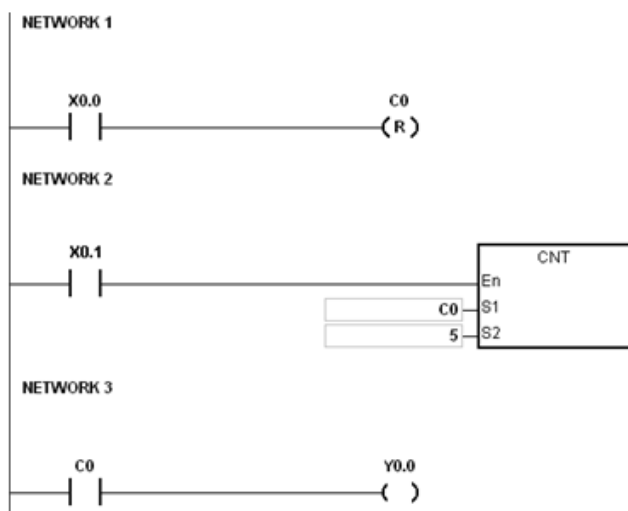 NETWORK 1
X0.0 C0
R
NETWORK 2
X0.1
CNT
En
C0 S1
5 S2
NETWORK 3
C0 Y0.0